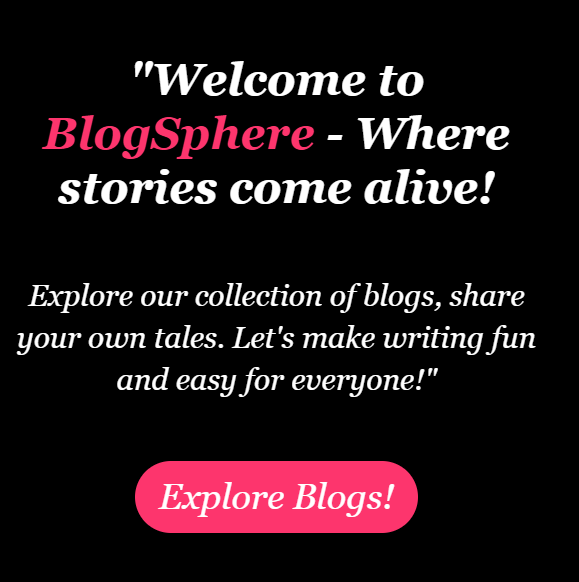 "Welcome to
BlogSphere - Where
stories come alive!
Explore our collection of blogs, share
your own tales. Let's make writing fun
and easy for everyone!"
Explore Blogs!